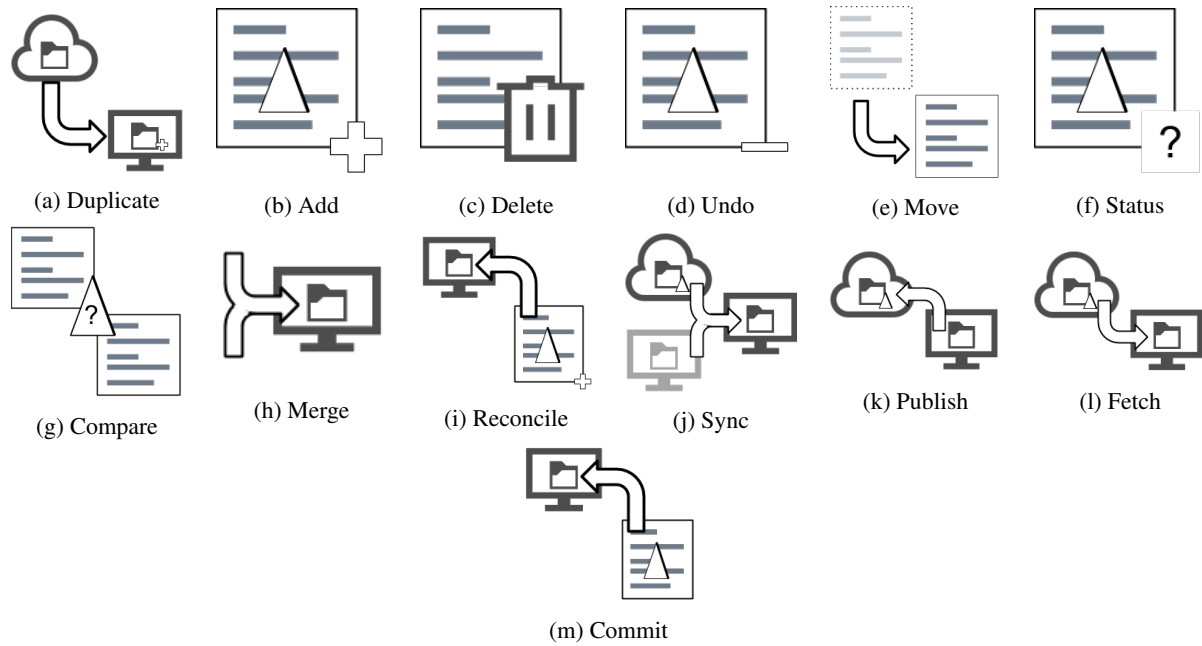 (a) Duplicate
(b) Add
(c) Delete
(d) Undo
(e) Move
?
(f) Status
?
(g) Compare
(h) Merge
(i) Reconcile
(j) Sync
(k) Publish
(l) Fetch
(m) Commit